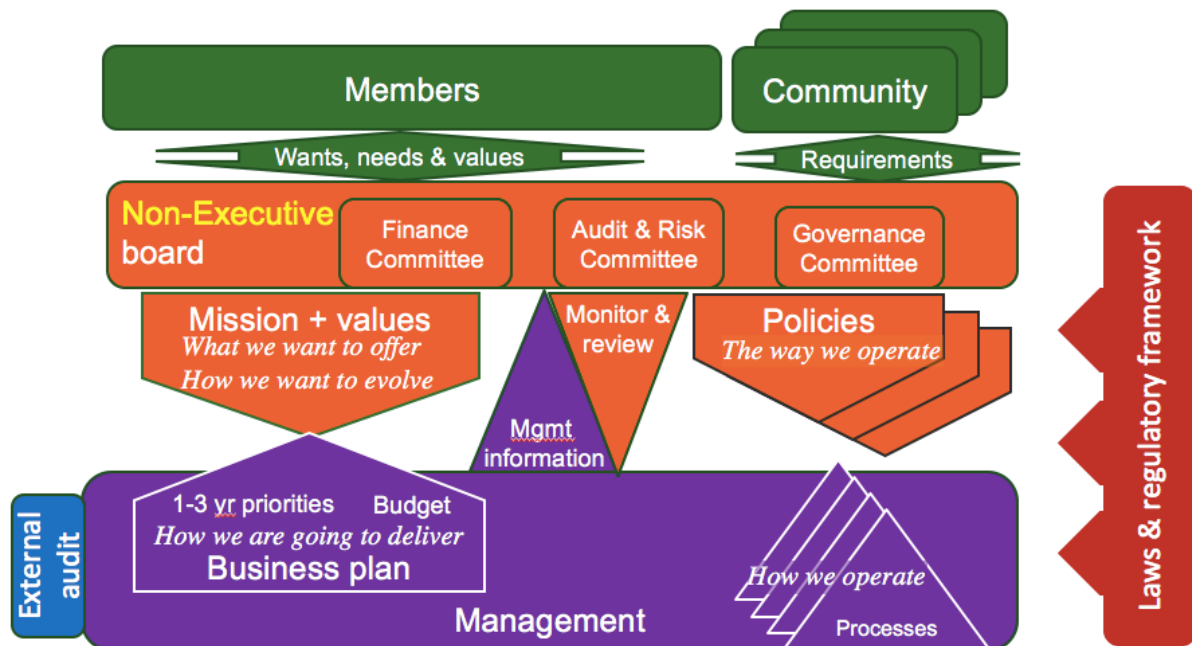 Members
Community
Wants, needs & values
Requirements
Non-Executive
board
Finance
Committee
Audit & Risk
Committee
Governance
Committee
Mission + values
What we want to offer
How we want to evolve
Monitor &
review
Policies
The way we operate
Mgmt
information
1-3 yr priorities
Budget
How we are going to deliver
Business plan
How we operate
Processes
Management
External
audit
Laws & regulatory framework